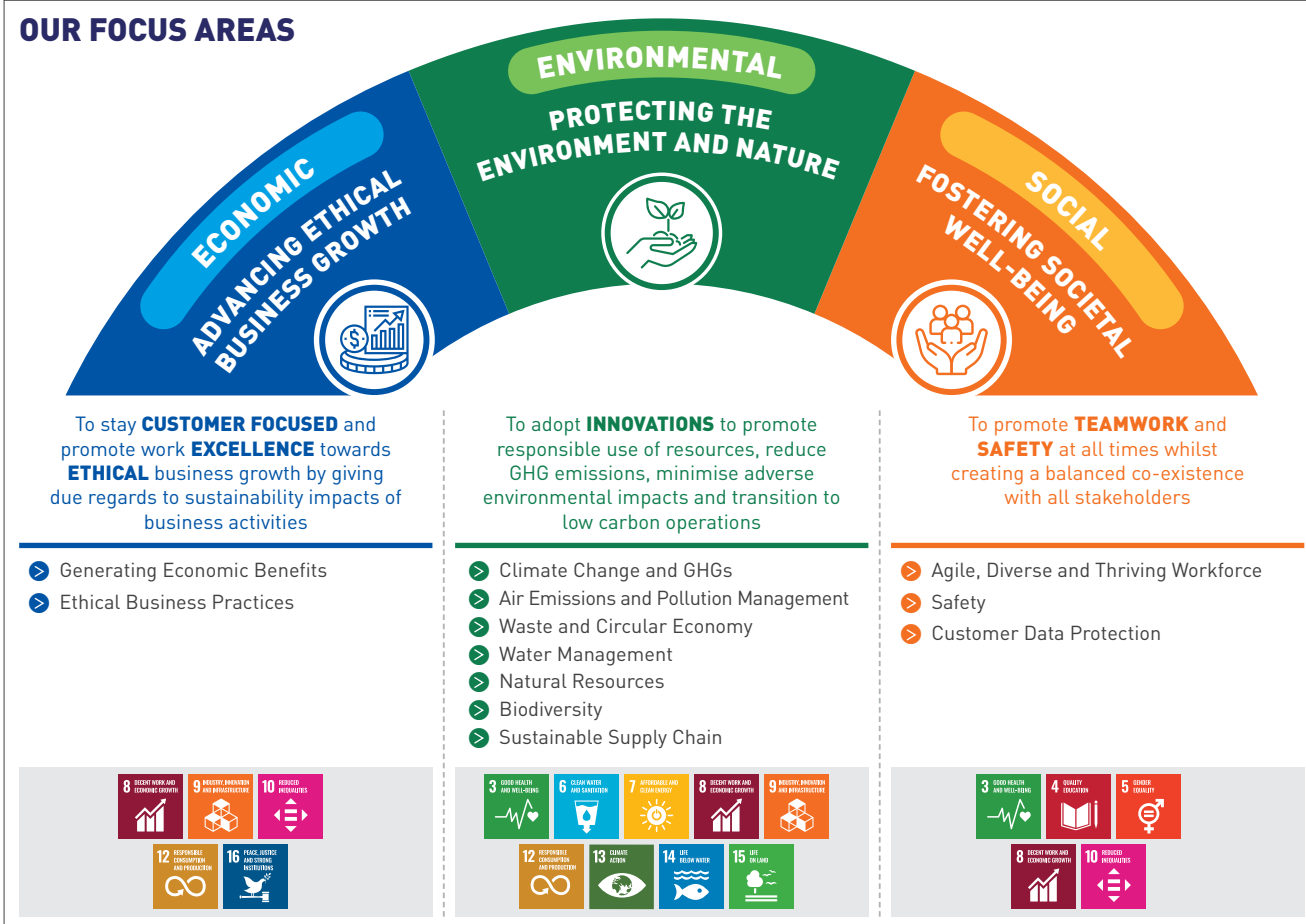 OUR FOCUS AREAS
ECONOMIC
ADVANCING ETHICAL
BUSINESS GROWTH
$
ENVIRONMENTAL
PROTECTING THE
ENVIRONMENT AND NATURE
SOCIAL
FOSTERING SOCIETAL
WELL-BEING
To stay CUSTOMER FOCUSED and
promote work EXCELLENCE towards
ETHICAL business growth by giving
due regards to sustainability impacts of
business activities
Generating Economic Benefits
Ethical Business Practices
8 DECENT WORK AND
ECONOMIC GROWTH
9 INDUSTRY, INNOVATION
AND INFRASTRUCTURE
10 REDUCED
INEQUALITIES
12 RESPONSIBLE
CONSUMPTION
AND PRODUCTION
16 PEACE, JUSTICE
AND STRONG
INSTITUTIONS
To adopt INNOVATIONS to promote
responsible use of resources, reduce
GHG emissions, minimise adverse
environmental impacts and transition to
low carbon operations
Climate Change and GHGs
Air Emissions and Pollution Management
Waste and Circular Economy
Water Management
Natural Resources
Biodiversity
Sustainable Supply Chain
3 GOOD HEALTH
AND WELL-BEING
6 CLEAN WATER
AND SANITATION
7 AFFORDABLE AND
CLEAN ENERGY
8 DECENT WORK AND
ECONOMIC GROWTH
9 INDUSTRY, INNOVATION
AND INFRASTRUCTURE
12 RESPONSIBLE
CONSUMPTION
AND PRODUCTION
13 CLIMATE
ACTION
14 LIFE
BELOW WATER
15 LIFE
ON LAND
To promote TEAMWORK and
SAFETY at all times whilst
creating a balanced co-existence
with all stakeholders
Agile, Diverse and Thriving Workforce
Safety
Customer Data Protection
3 GOOD HEALTH
AND WELL-BEING
4 QUALITY
EDUCATION
5 GENDER
EQUALITY
8 DECENT WORK AND
ECONOMIC GROWTH
10 REDUCED
INEQUALITIES